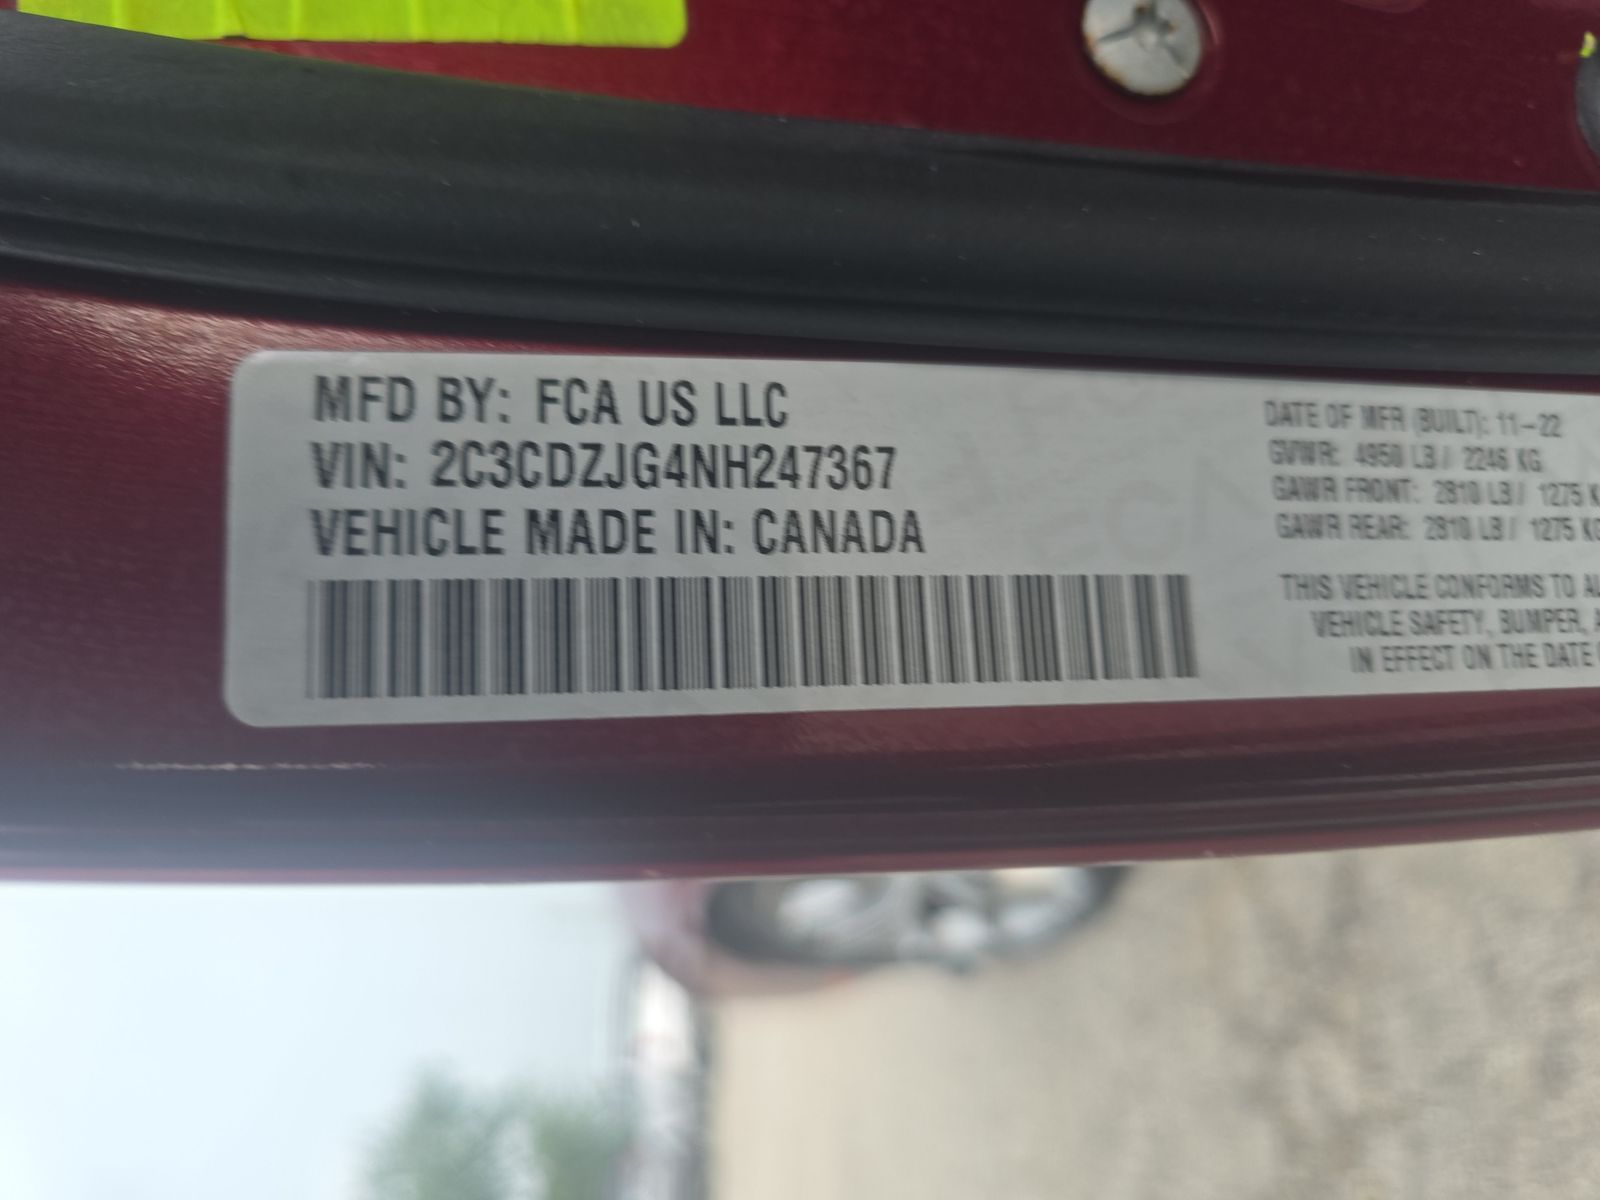 MFD BY: FCA US LLC
VIN: 2C3CDZJG4NH247367
VEHICLE MADE IN: CANADA
DATE OF MFR (BUILT): 11-22
GVWR: 4950 LB / 2246 KG
GAWR FRONT: 2810 LB / 1275 K
GAWR REAR: 2810 LB / 1275 KG
THIS VEHICLE CONFORMS TO
VEHICLE SAFETY, BUMPER,
IN EFFECT ON THE DATE